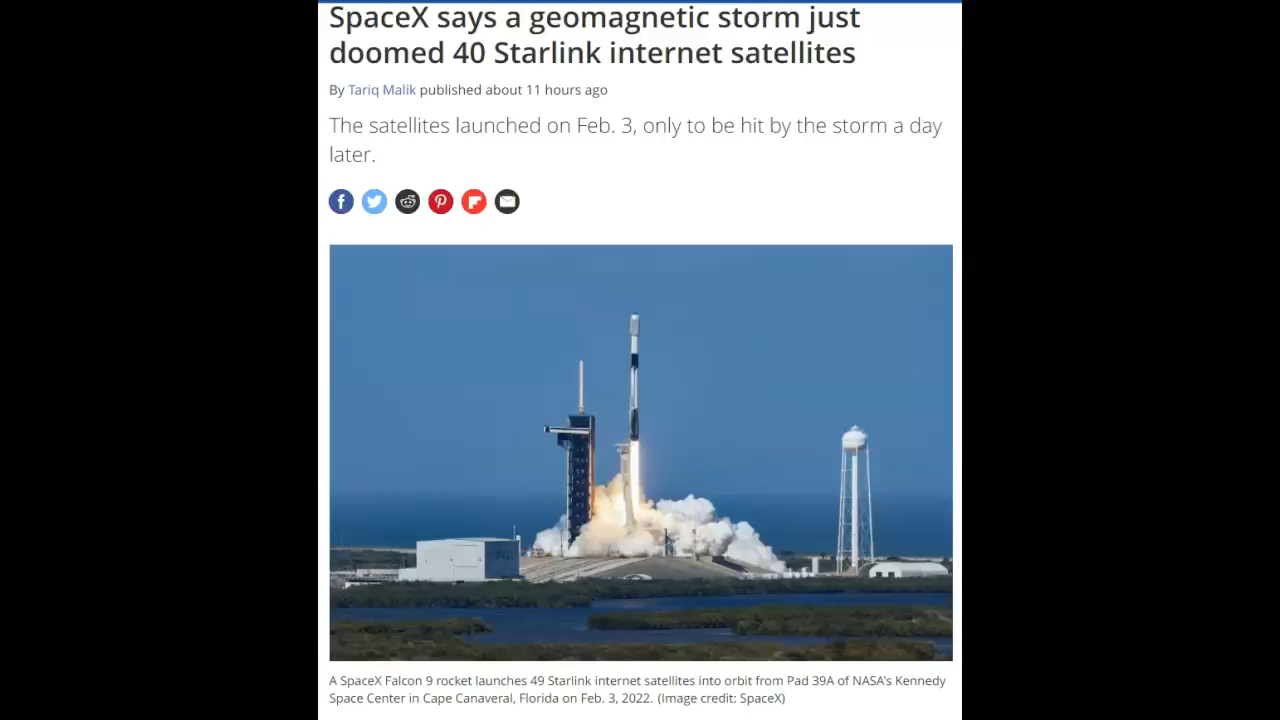 SpaceX says a geomagnetic storm just
doomed 40 Starlink internet satellites
By Tariq Malik published about 11 hours ago
The satellites launched on Feb. 3, only to be hit by the storm a day
later.
A SpaceX Falcon 9 rocket launches 49 Starlink internet satellites into orbit from Pad 39A of NASA's Kennedy
Space Center in Cape Canaveral, Florida on Feb. 3, 2022. (Image credit: SpaceX)